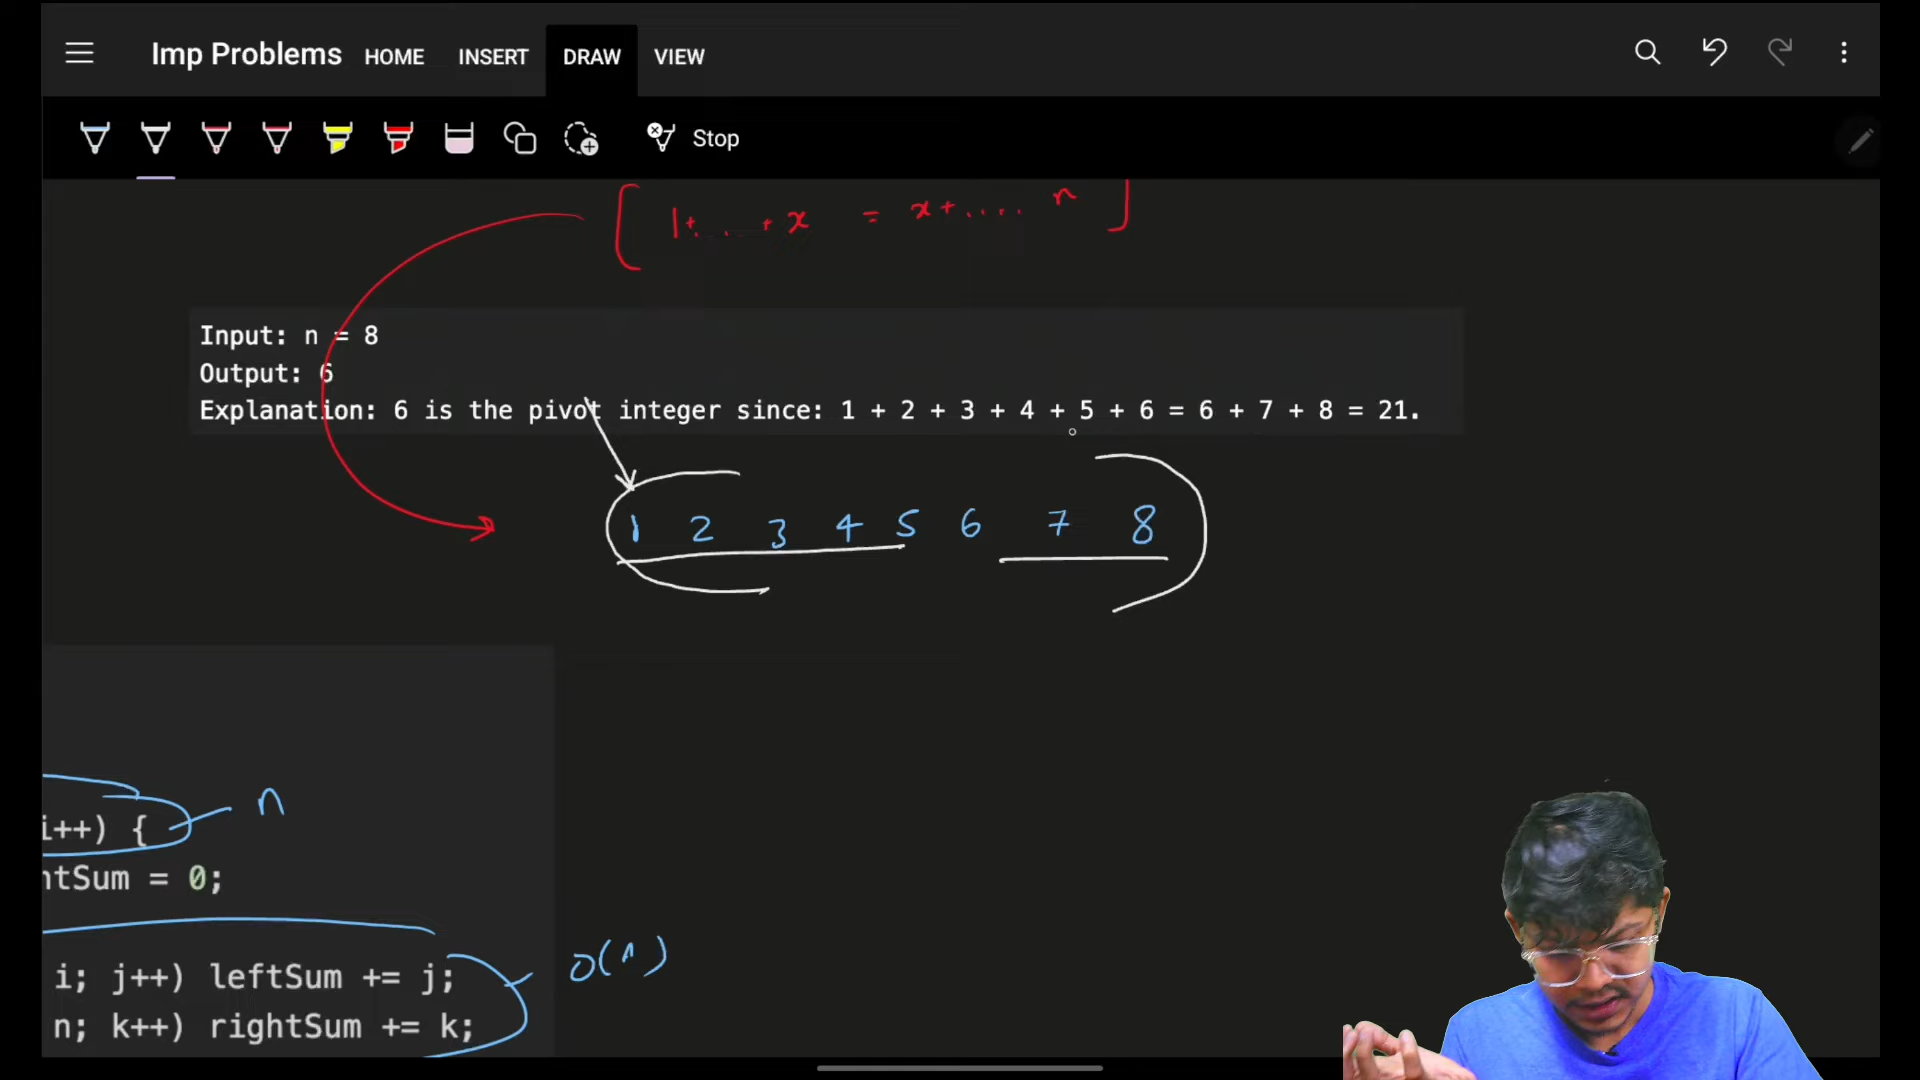 Imp Problems HOME INSERT DRAW VIEW
Stop
1+...+x = x+.... n
Input: n = 8
Output: 6
Explanation: 6 is the pivot integer since: 1 + 2 + 3 + 4 + 5 + 6 = 6 + 7 + 8 = 21.
1 2 3 4 5 6 7 8
i++) { n
ntSum = 0;
i; j++) leftSum += j; O(n)
n; k++) rightSum += k;